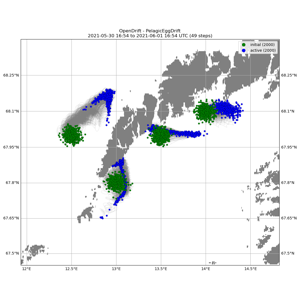 OpenDrift - PelagicEggDrift
2021-05-30 16:54 to 2021-06-01 16:54 UTC (49 steps)
initial (2000)
active (2000)
68.25°N 68.25°N
68.1°N 68.1°N
67.95°N 67.95°N
67.8°N 67.8°N
67.65°N 67.65°N
67.5°N 67.5°N
12°E 12.5°E 13°E 13.5°E 14°E 14.5°E